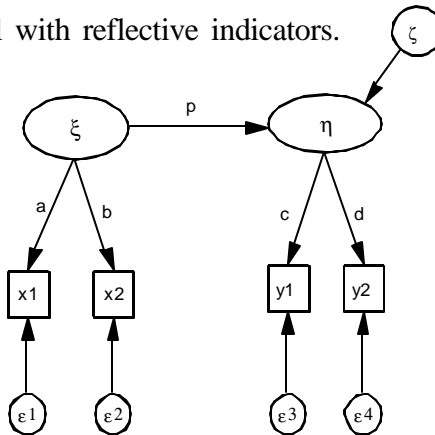 with reflective indicators.
ζ
p
ξ η
a b c d
x1 x2 y1 y2
ε1 ε2 ε3 ε4